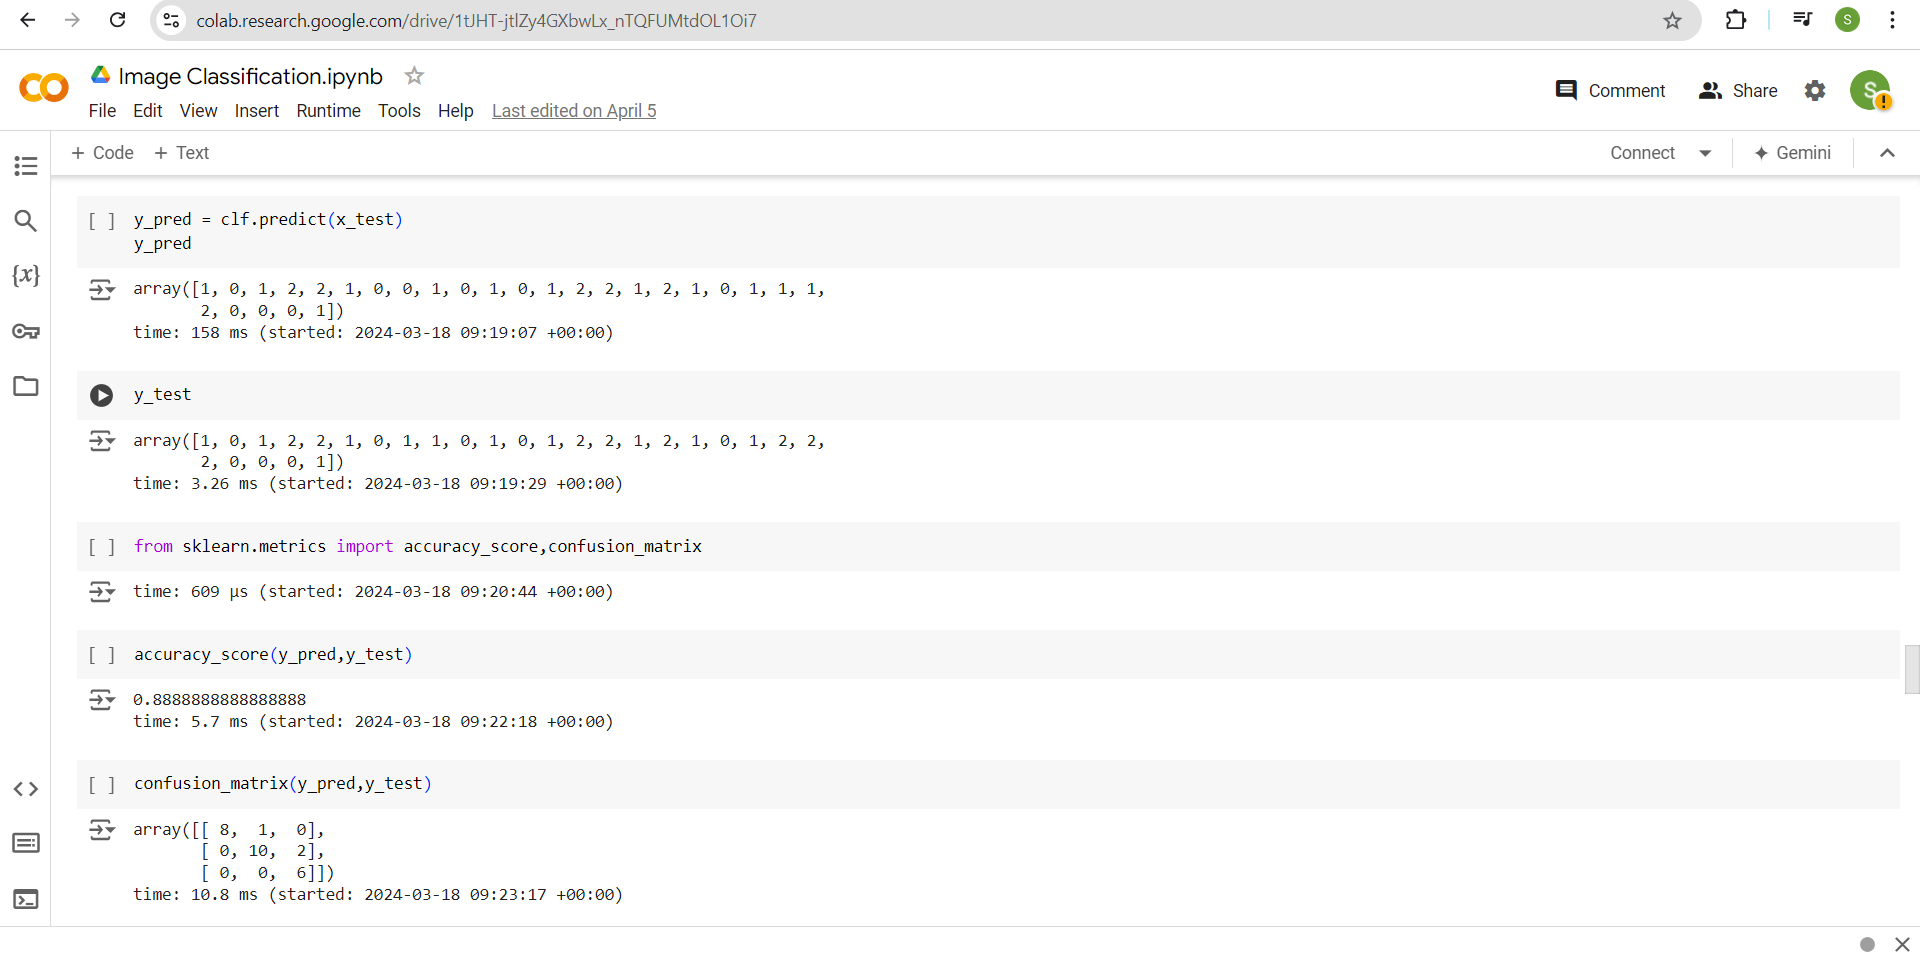 colab.research.google.com/drive/1tJHT-jtlZy4GXbwLx_nTQFUMtdOL1Oi7
S
Image Classification.ipynb
File Edit View Insert Runtime Tools Help Last edited on April 5
Comment Share S
+ Code + Text
Connect Gemini
{x}
[ ] y_pred = clf.predict(x_test)
y_pred
array([1, 0, 1, 2, 2, 1, 0, 0, 1, 0, 1, 0, 1, 2, 2, 1, 2, 1, 0, 1, 1, 1,
2, 0, 0, 0, 1])
time: 158 ms (started: 2024-03-18 09:19:07 +00:00)
y_test
array([1, 0, 1, 2, 2, 1, 0, 1, 1, 0, 1, 0, 1, 2, 2, 1, 2, 1, 0, 1, 2, 2,
2, 0, 0, 0, 1])
time: 3.26 ms (started: 2024-03-18 09:19:29 +00:00)
[ ] from sklearn.metrics import accuracy_score,confusion_matrix
time: 609 µs (started: 2024-03-18 09:20:44 +00:00)
[ ] accuracy_score(y_pred,y_test)
0.8888888888888888
time: 5.7 ms (started: 2024-03-18 09:22:18 +00:00)
[ ] confusion_matrix(y_pred,y_test)
array([[ 8, 1, 0],
[ 0, 10, 2],
[ 0, 0, 6]])
time: 10.8 ms (started: 2024-03-18 09:23:17 +00:00)